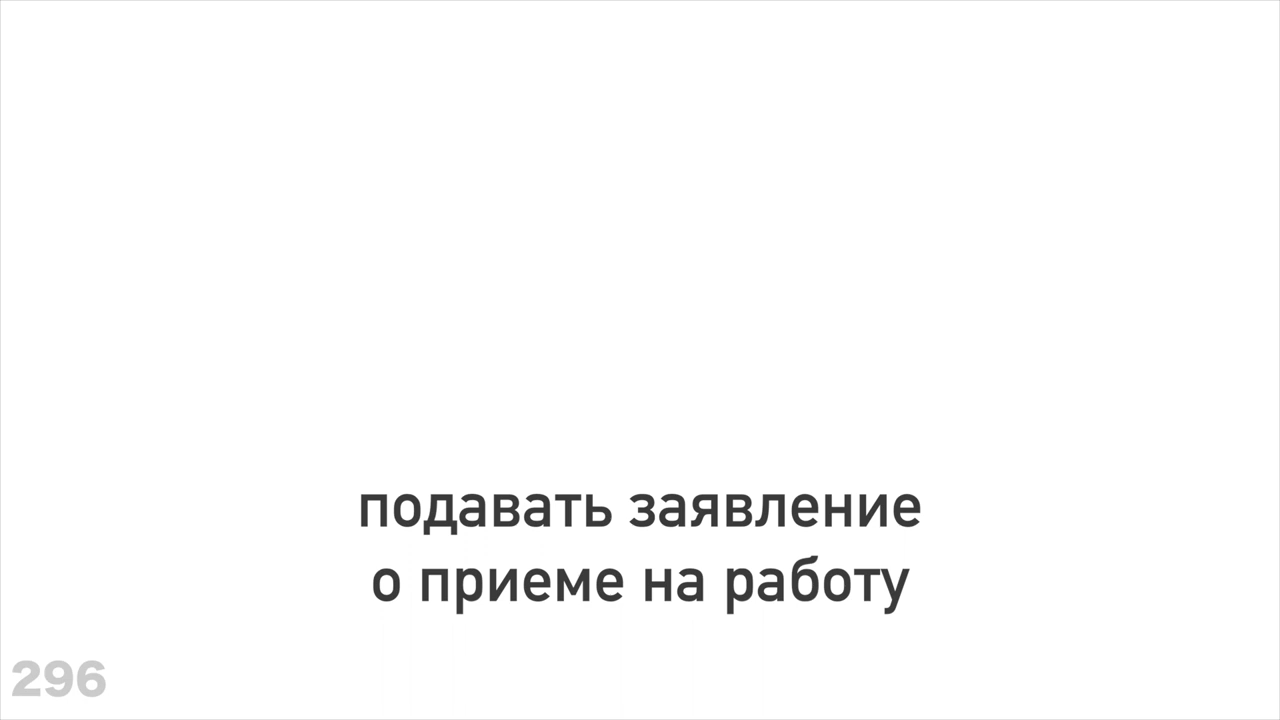 подавать заявление
о приеме на работу
296